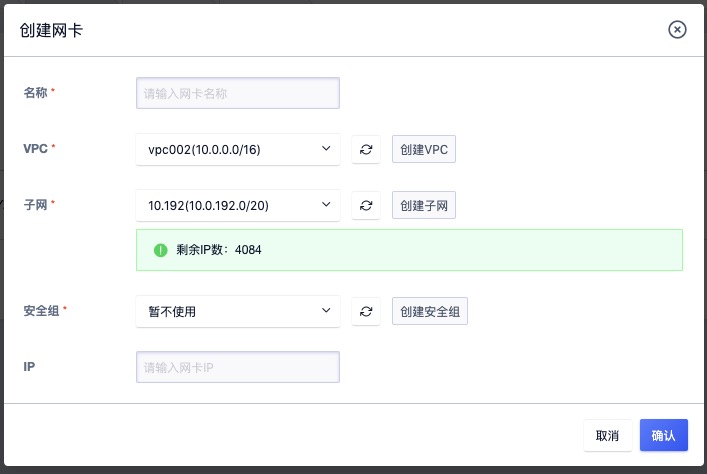 创建网卡
名称 *
请输入网卡名称
VPC *
vpc002(10.0.0.0/16)
创建VPC
子网 *
10.192(10.0.192.0/20)
创建子网
剩余IP数：4084
安全组 *
暂不使用
创建安全组
IP
请输入网卡IP
取消
确认